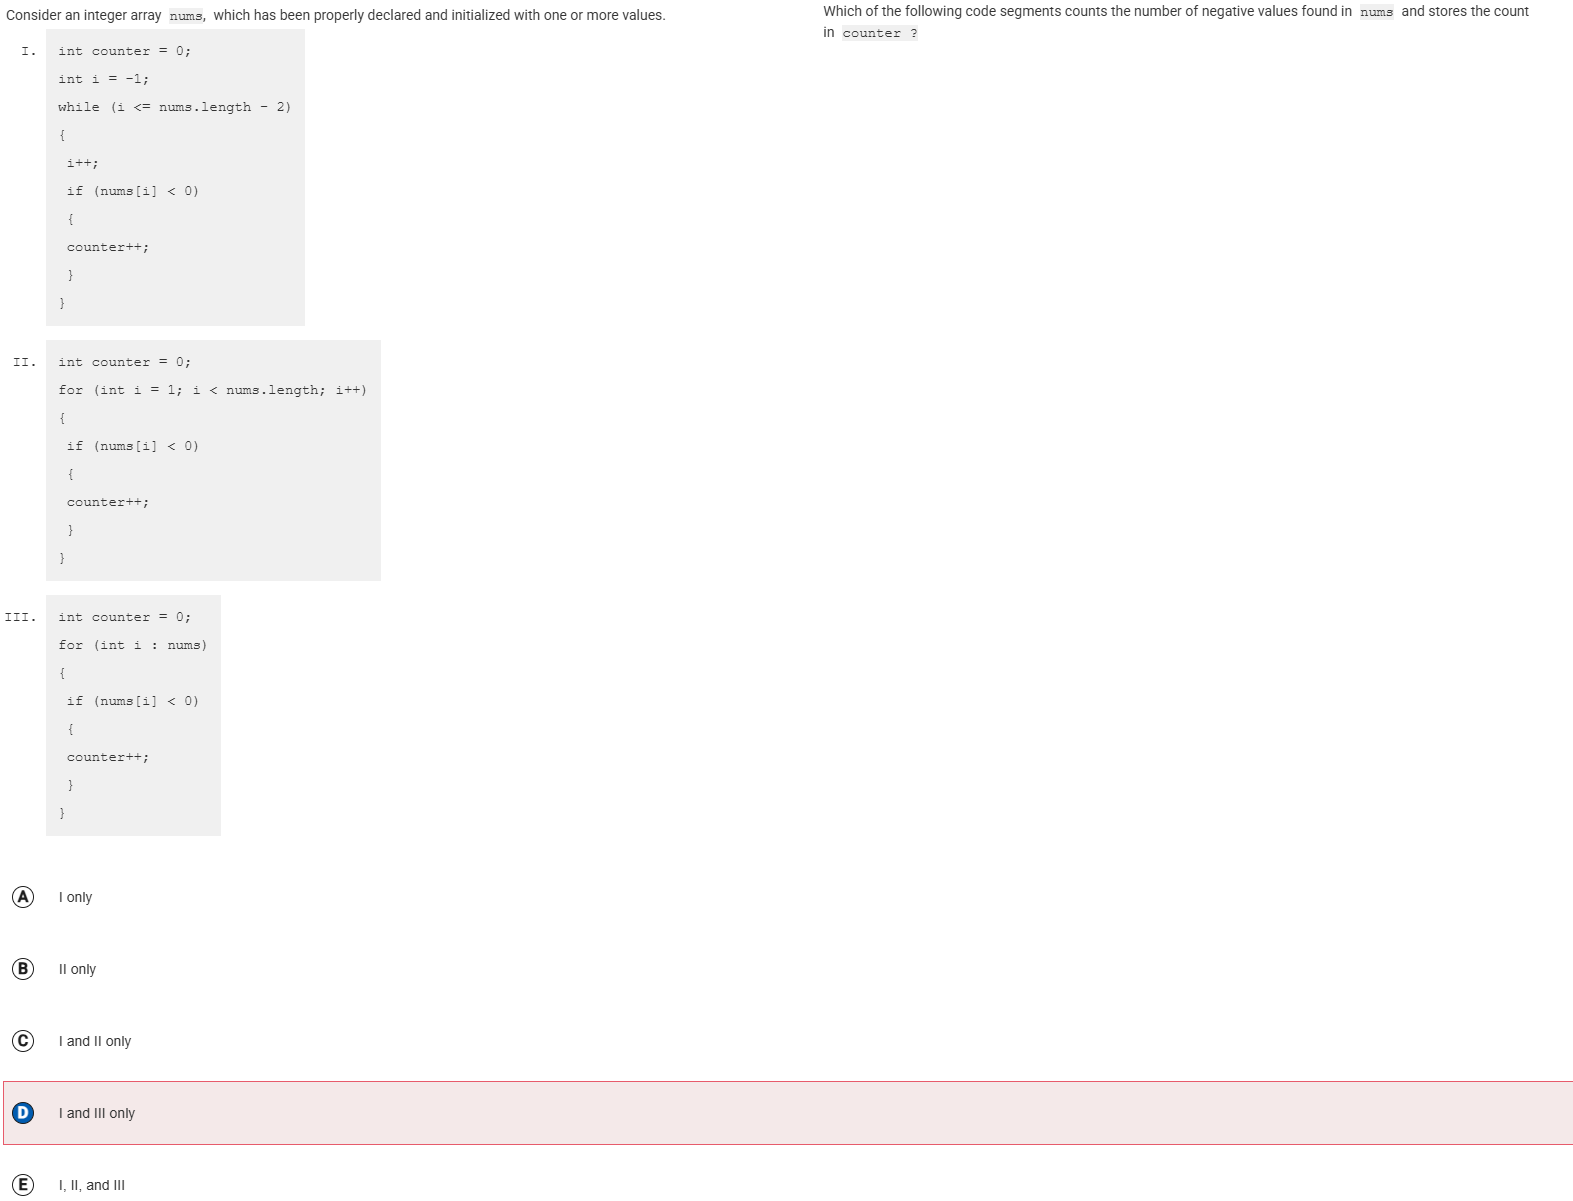 Consider an integer array nums, which has been properly declared and initialized with one or more values.
I.
int counter = 0;
int i = -1;
while (i <= nums.length - 2)
{
i++;
if (nums[i] < 0)
{
counter++;
}
}
II.
int counter = 0;
for (int i = 1; i < nums.length; i++)
{
if (nums[i] < 0)
{
counter++;
}
}
III.
int counter = 0;
for (int i : nums)
{
if (nums[i] < 0)
{
counter++;
}
}
Which of the following code segments counts the number of negative values found in nums and stores the count
in counter ?
A I only
B II only
C I and II only
D I and III only
E I, II, and III